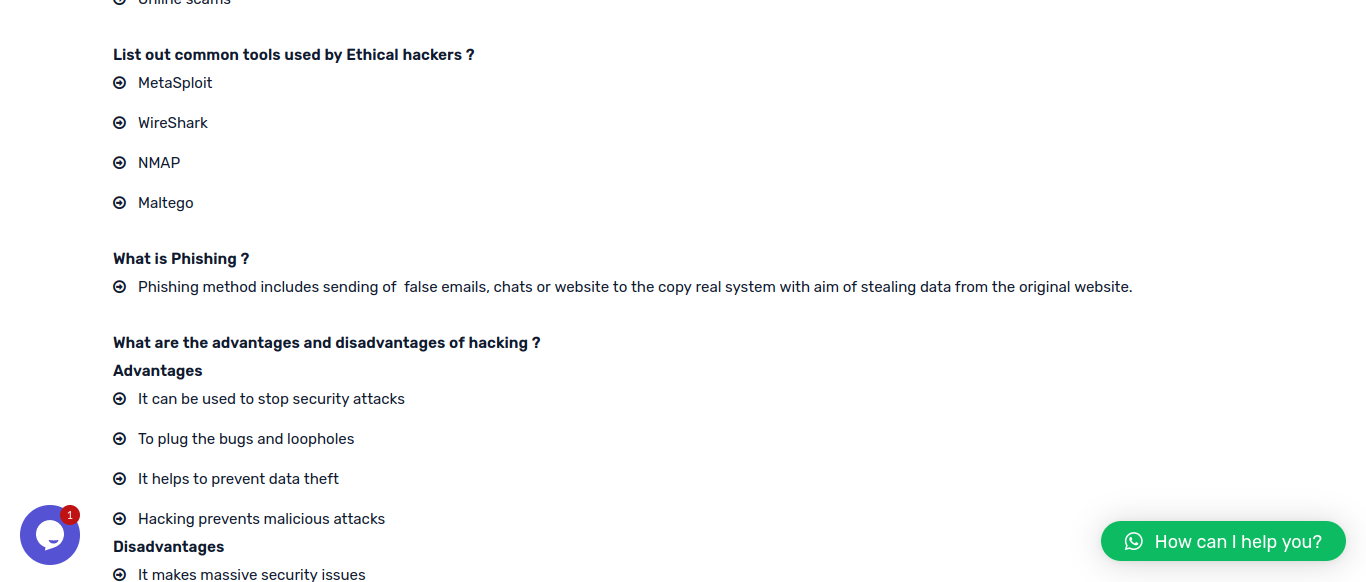 Online scams
List out common tools used by Ethical hackers ?
MetaSploit
WireShark
NMAP
Maltego
What is Phishing ?
Phishing method includes sending of  false emails, chats or website to the copy real system with aim of stealing data from the original website.
What are the advantages and disadvantages of hacking ?
Advantages
It can be used to stop security attacks
To plug the bugs and loopholes
It helps to prevent data theft
Hacking prevents malicious attacks
Disadvantages
It makes massive security issues
1
How can I help you?